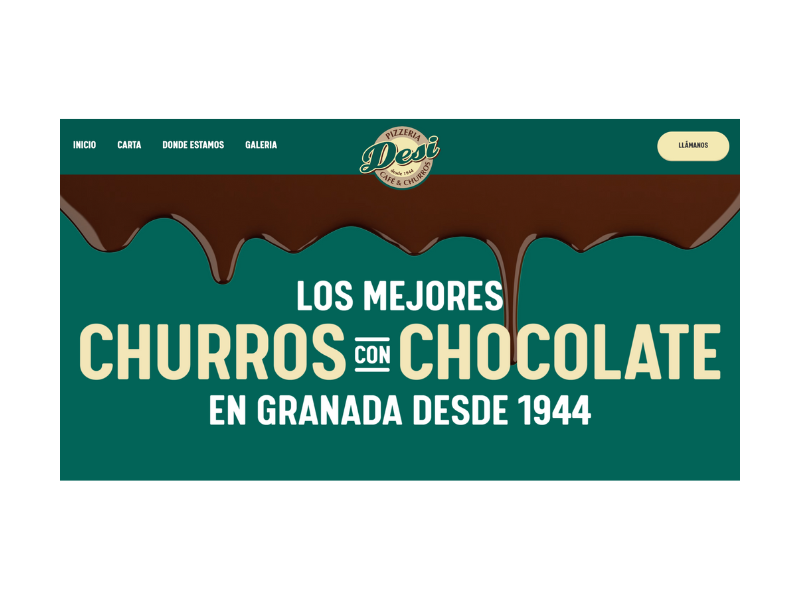 INICIO CARTA DONDE ESTAMOS GALERIA
PIZZERIA
Desi
desde 1944
CAFÉ & CHURROS
LLÁMANOS
LOS MEJORES
CHURROS CON CHOCOLATE
EN GRANADA DESDE 1944